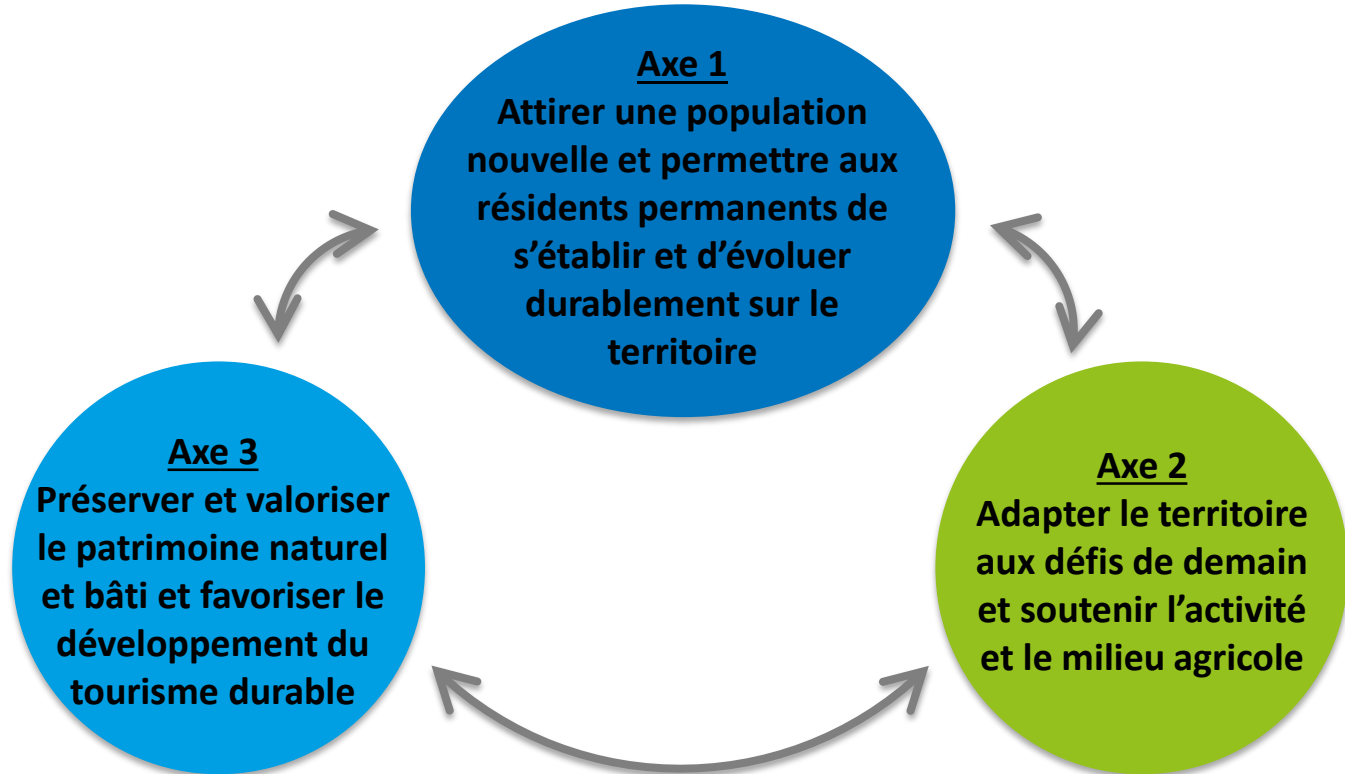 Axe 1
Attirer une population
nouvelle et permettre aux
résidents permanents de
s’établir et d’évoluer
durablement sur le
territoire
Axe 3
Préserver et valoriser
le patrimoine naturel
et bâti et favoriser le
développement du
tourisme durable
Axe 2
Adapter le territoire
aux défis de demain
et soutenir l’activité
et le milieu agricole